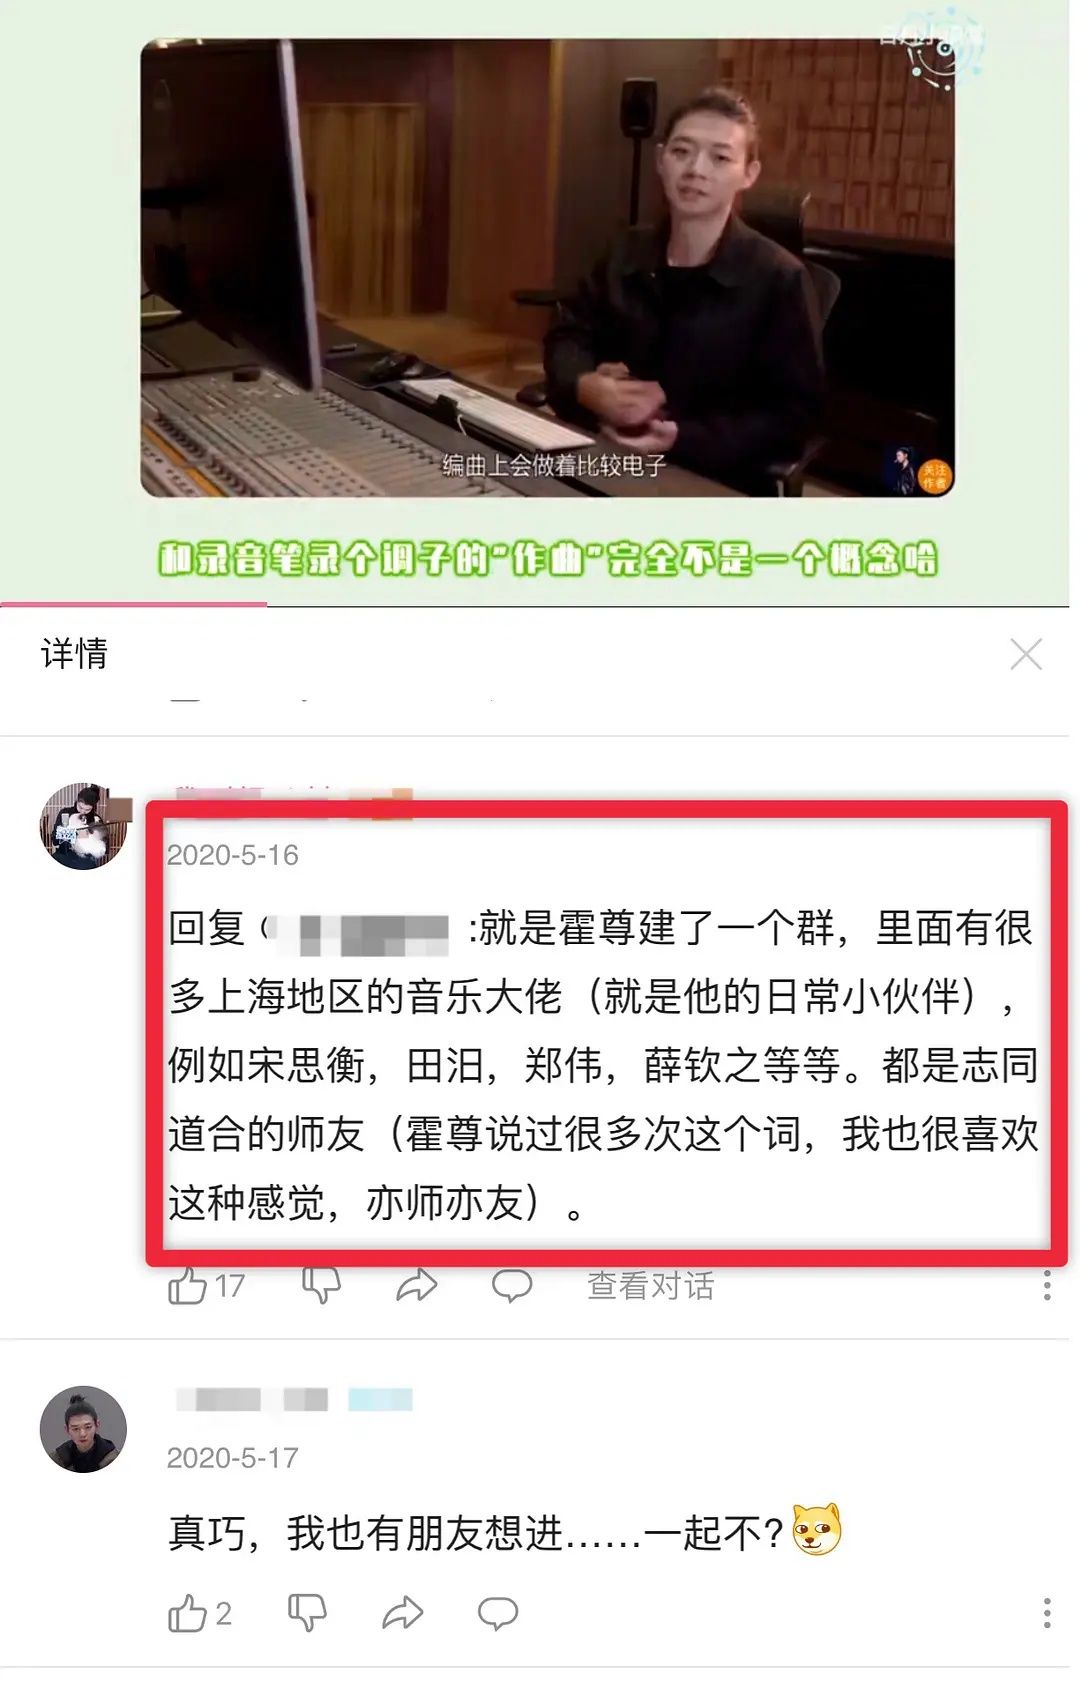 编曲上会做着比较电子
关注
作者
和录音笔录个调子的"作曲"完全不是一个概念哈
详情
2020-5-16
回复 :就是霍尊建了一个群，里面有很
多上海地区的音乐大佬（就是他的日常小伙伴），
例如宋思衡，田汨，郑伟，薛钦之等等。都是志同
道合的师友（霍尊说过很多次这个词，我也很喜欢
这种感觉，亦师亦友）。
17
查看对话
2020-5-17
真巧，我也有朋友想进……一起不?
2